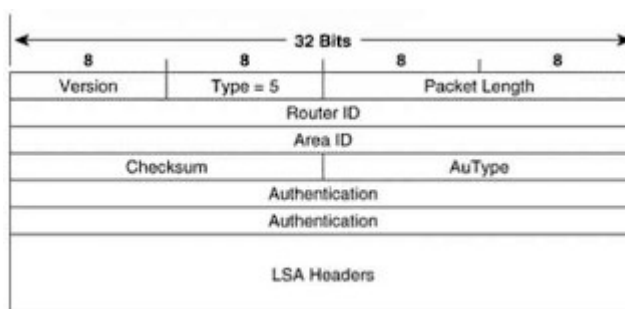 32 Bits
8 8 8 8
Version Type = 5 Packet Length
Router ID
Area ID
Checksum AuType
Authentication
Authentication
LSA Headers